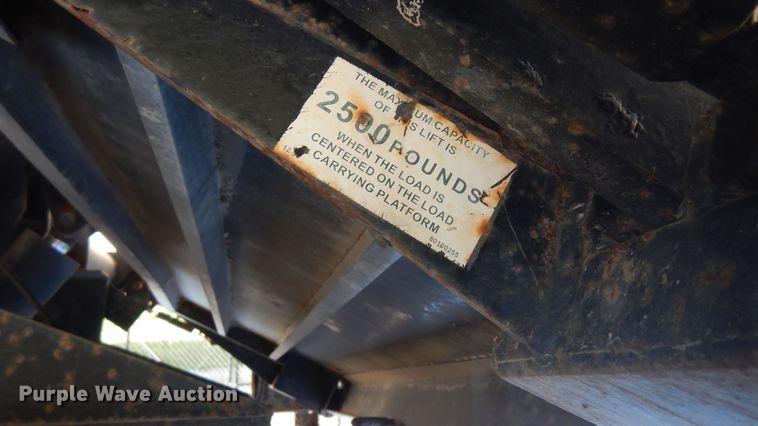 THE MAXIMUM CAPACITY
OF THIS LIFT IS
2500 POUNDS
WHEN THE LOAD IS
CENTERED ON THE LOAD
CARRYING PLATFORM
80100255
Purple Wave Auction